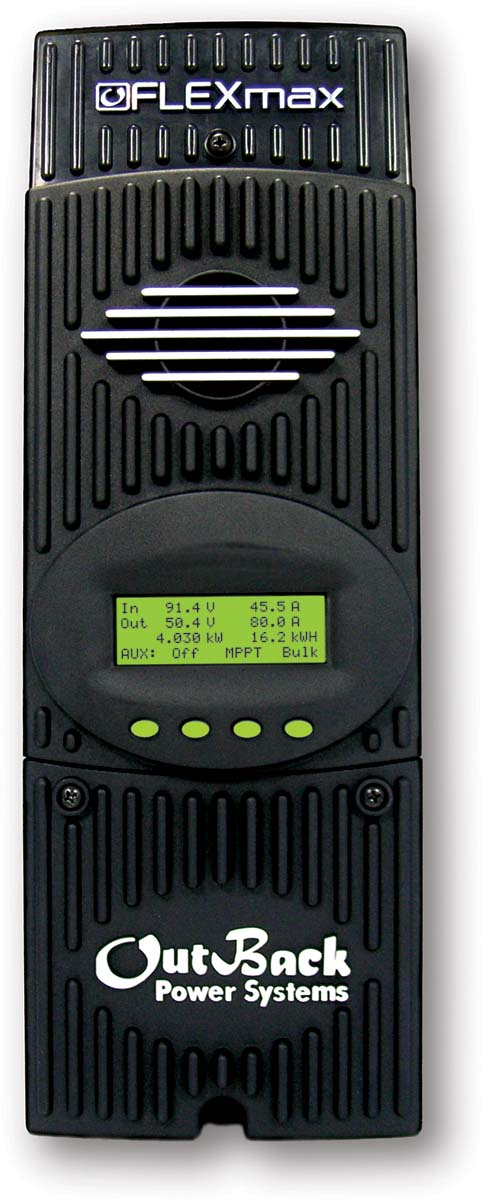 FLEXmax
In 91.4 V 45.5 A
Out 50.4 V 80.0 A
4.030 kW 16.2 kWH
AUX: Off MPPT Bulk
OutBack
Power Systems